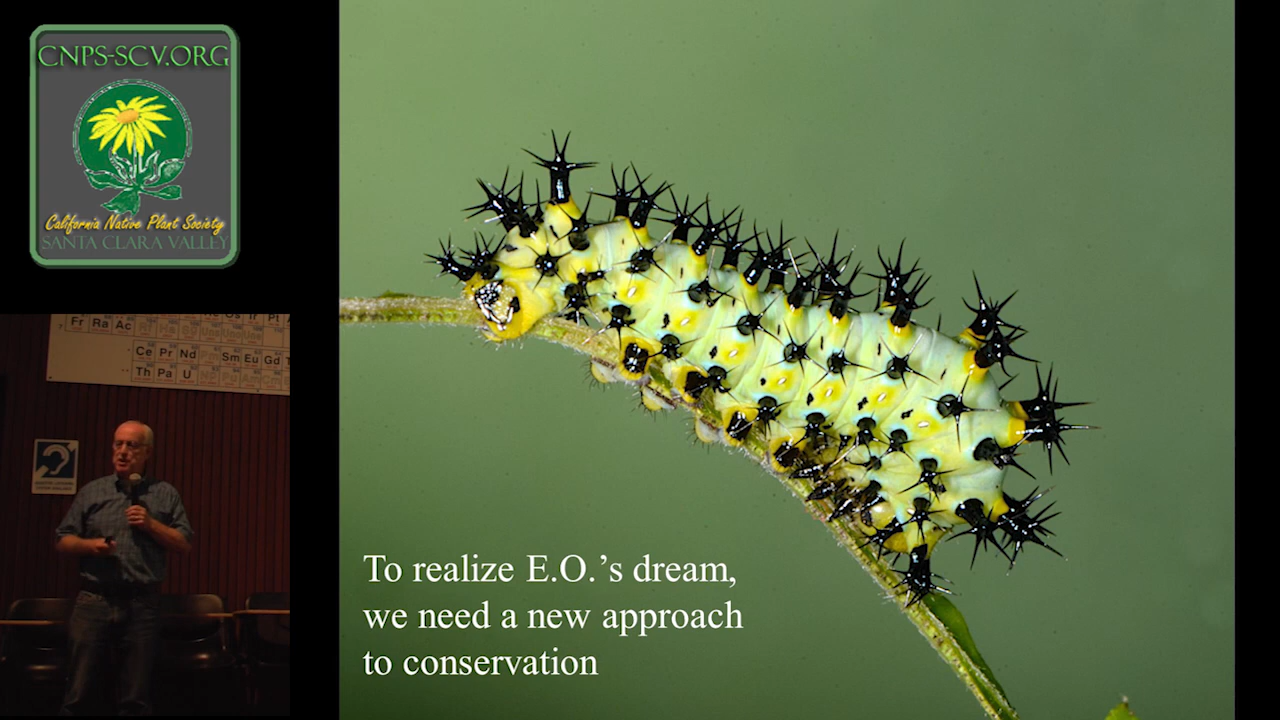 CNPS-SCV.ORG
California Native Plant Society
SANTA CLARA VALLEY
Fr Ra Ac
Ce Pr Nd Sm Eu Gd
Th Pa U
To realize E.O.’s dream,
we need a new approach
to conservation